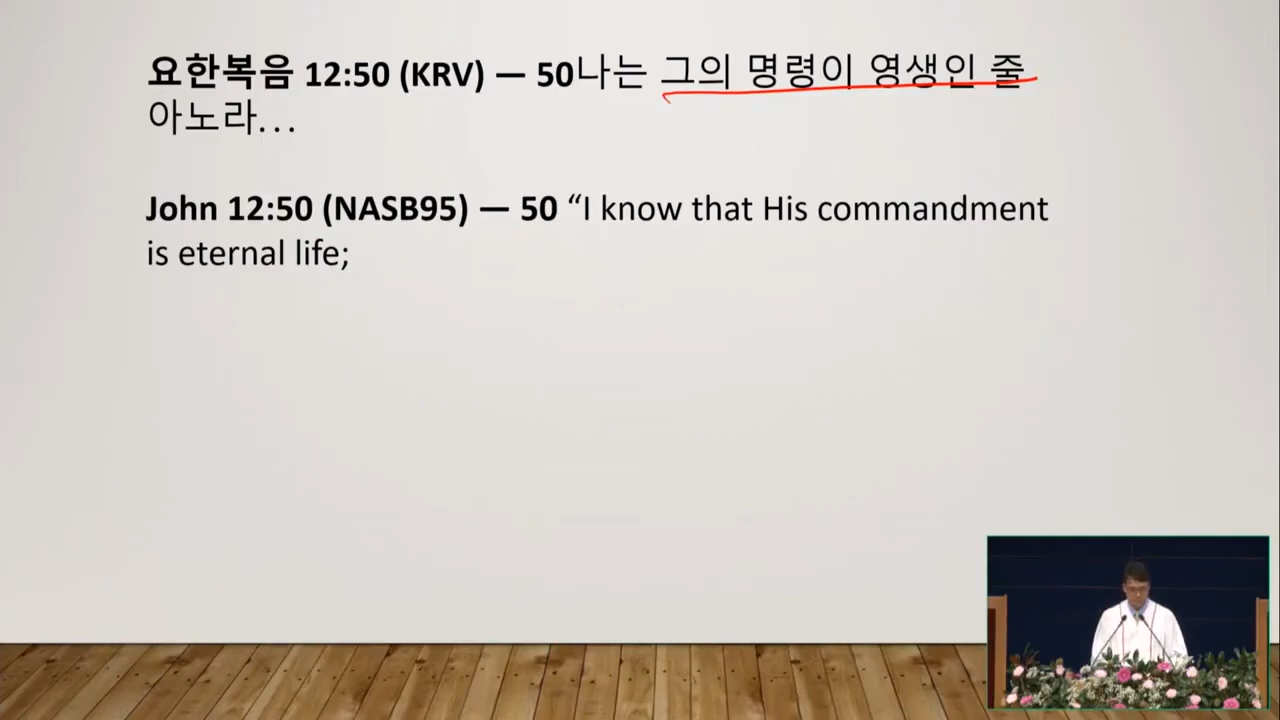 요한복음 12:50 (KRV) — 50나는 그의 명령이 영생인 줄
아노라…
John 12:50 (NASB95) — 50 “I know that His commandment
is eternal life;